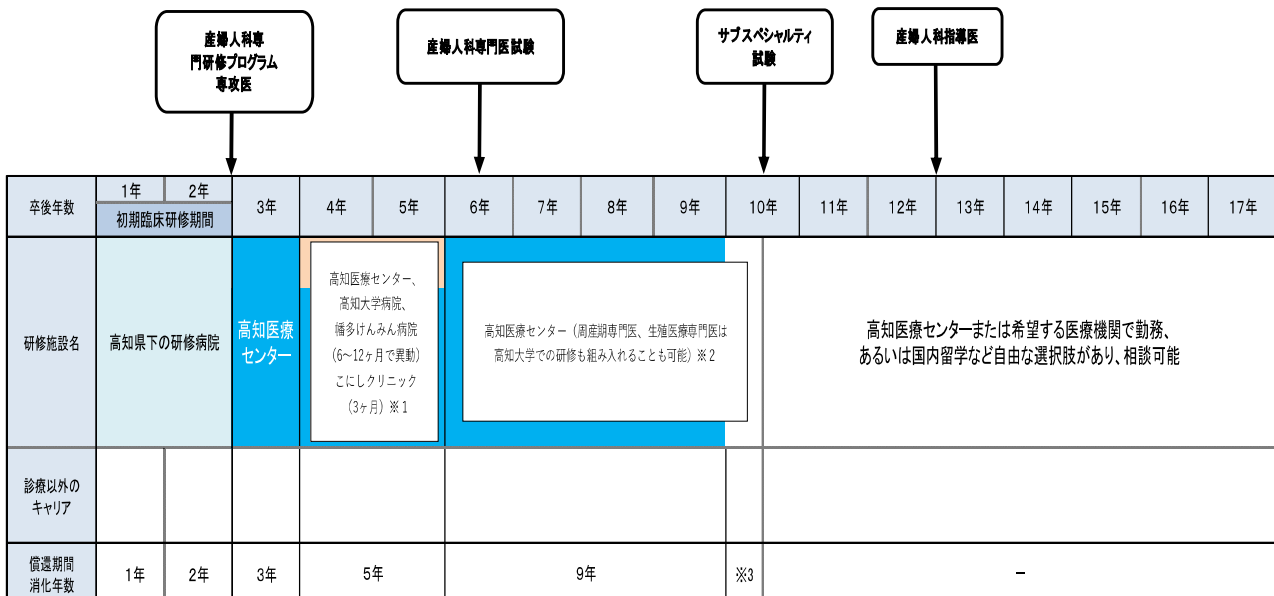 産婦人科専
門研修プログラム
専攻医
産婦人科専門医試験
サブスペシャルティ
試験
産婦人科指導医
卒後年数
1年
2年
初期臨床研修期間
3年
4年
5年
6年
7年
8年
9年
10年
11年
12年
13年
14年
15年
16年
17年
研修施設名
高知県下の研修病院
高知医療
センター
高知医療センター、
高知大学病院、
幡多けんみん病院
(6~12ヶ月で異動)
こにしクリニック
(3ヶ月)※1
高知医療センター(周産期専門医、生殖医療専門医は
高知大学での研修も組み入れることも可能)※2
高知医療センターまたは希望する医療機関で勤務、
あるいは国内留学など自由な選択肢があり、相談可能
診療以外の
キャリア
償還期間
消化年数
1年
2年
3年
5年
9年
※3
－